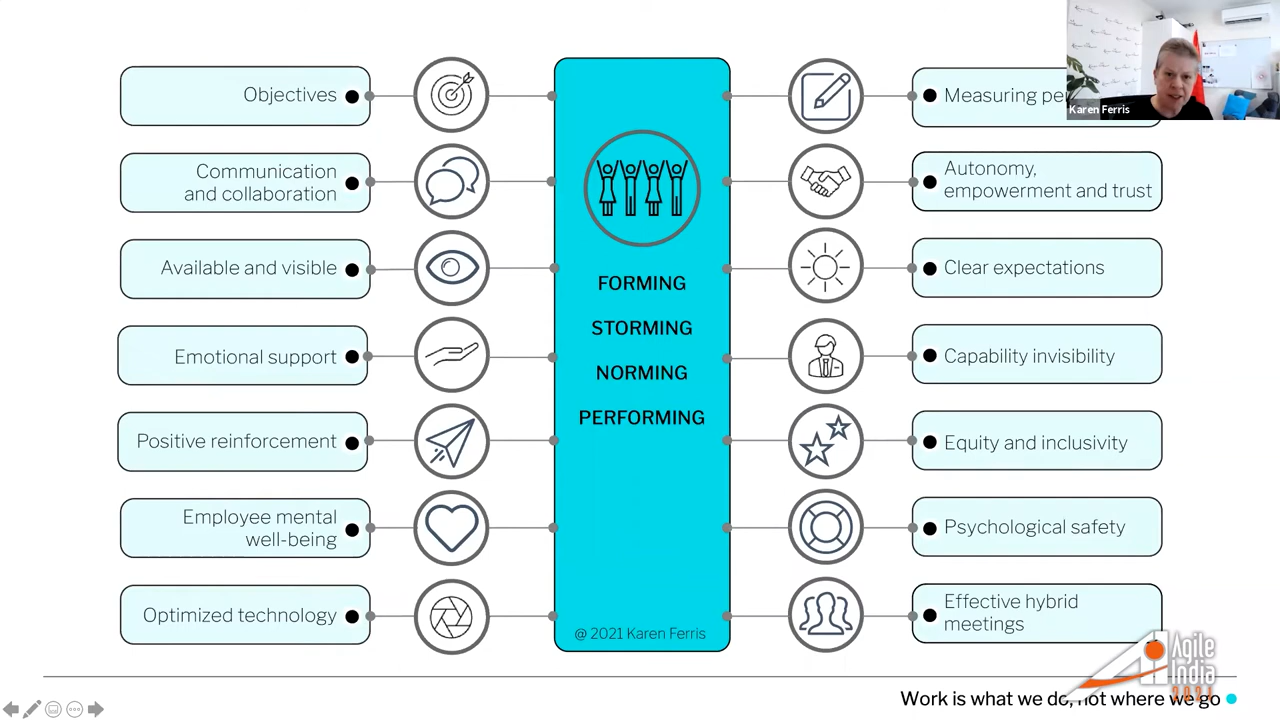 Objectives
Communication
and collaboration
Available and visible
Emotional support
Positive reinforcement
Employee mental
well-being
Optimized technology
FORMING
STORMING
NORMING
PERFORMING
@ 2021 Karen Ferris
Measuring
Karen Ferris
Autonomy,
empowerment and trust
Clear expectations
Capability invisibility
Equity and inclusivity
Psychological safety
Effective hybrid
meetings
Agile
India
2021
Work is what we do, not where we go